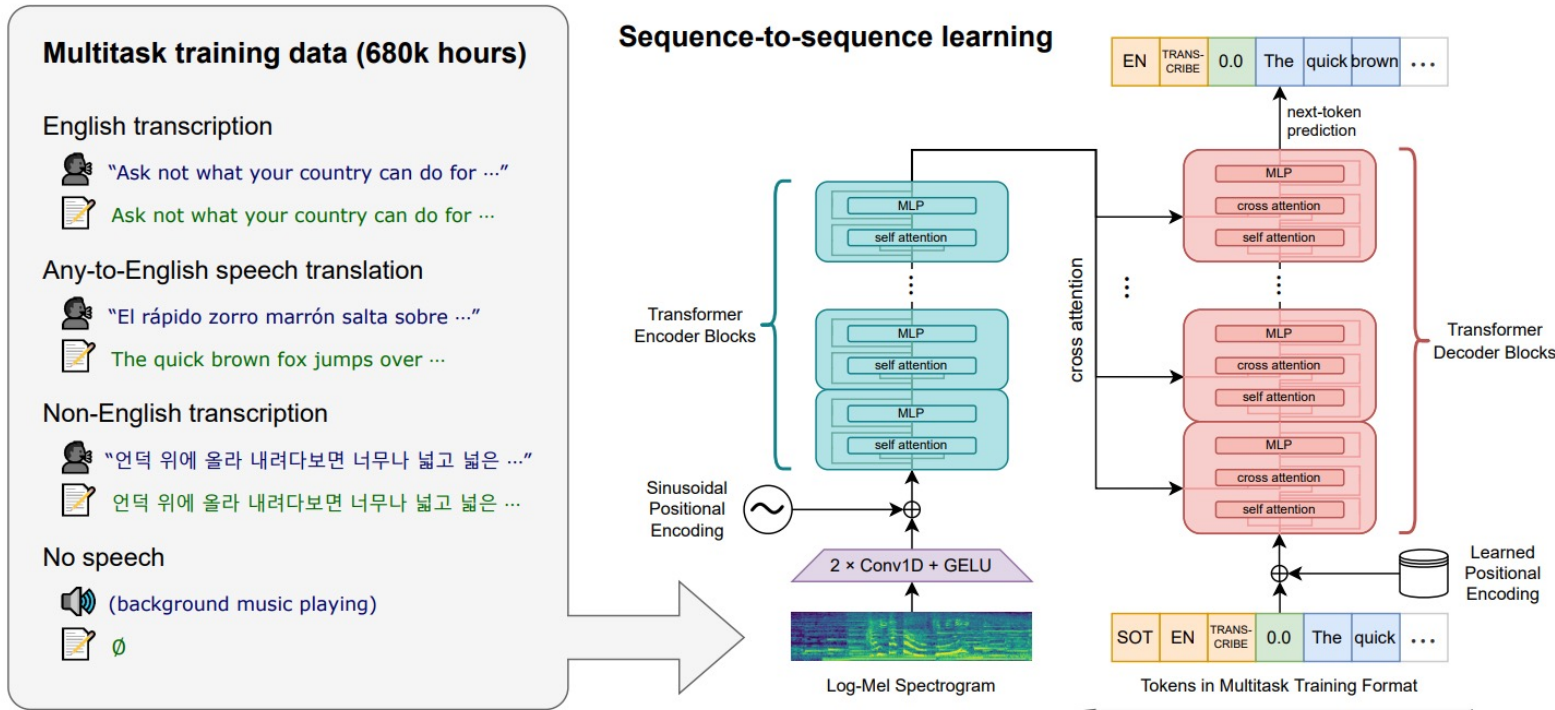 Multitask training data (680k hours)
English transcription
“Ask not what your country can do for ⋯”
Ask not what your country can do for ⋯
Any-to-English speech translation
“El rápido zorro marrón salta sobre ⋯”
The quick brown fox jumps over ⋯
Non-English transcription
“언덕 위에 올라 내려다보면 너무나 넓고 넓은 ⋯”
언덕 위에 올라 내려다보면 너무나 넓고 넓은 ⋯
No speech
(background music playing)
∅
Sequence-to-sequence learning
EN TRANS-CRIBE 0.0 The quick brown ⋯
next-token
prediction
MLP
self attention
⋯
MLP
self attention
MLP
self attention
Transformer
Encoder Blocks
Sinusoidal
Positional
Encoding
~
2 × Conv1D + GELU
Log-Mel Spectrogram
cross attention
⋯
MLP
cross attention
self attention
⋯
MLP
cross attention
self attention
MLP
cross attention
self attention
Transformer
Decoder Blocks
Learned
Positional
Encoding
SOT EN TRANS-CRIBE 0.0 The quick ⋯
Tokens in Multitask Training Format